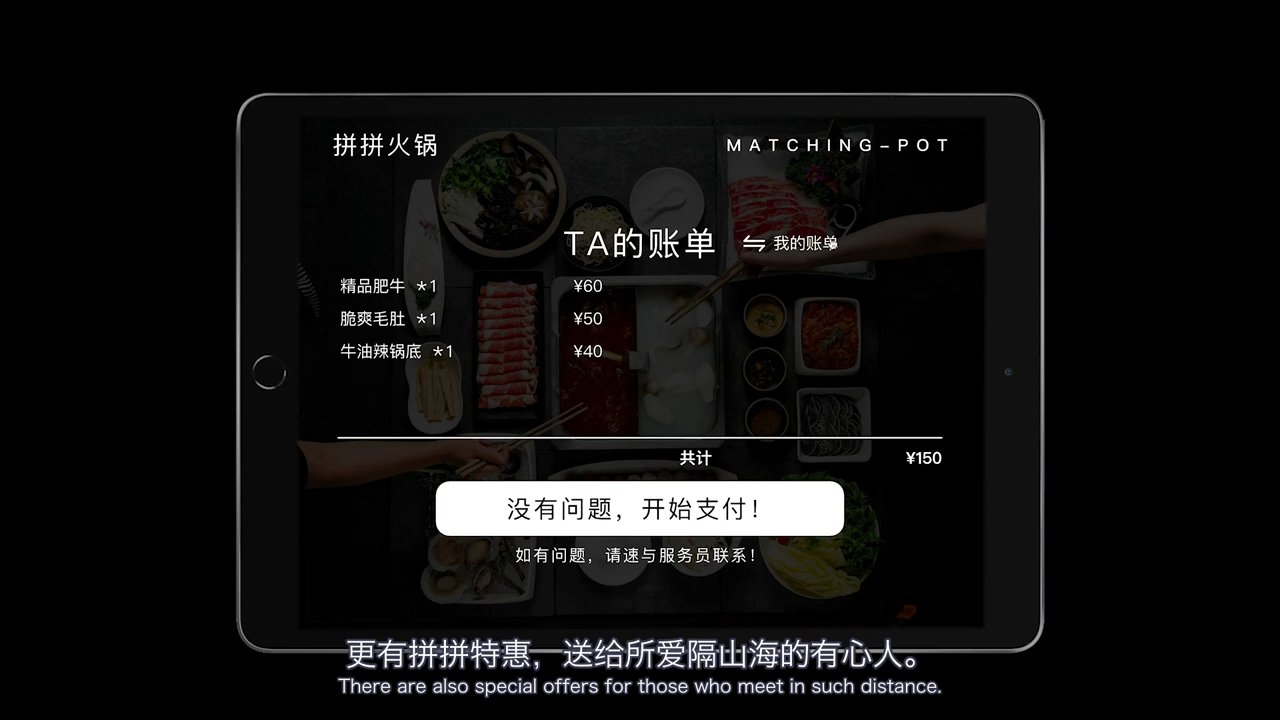 拼拼火锅
MATCHING-POT
TA的账单
⇋ 我的账单
精品肥牛 *1 ¥60
脆爽毛肚 *1 ¥50
牛油辣锅底 *1 ¥40
共计 ¥150
没有问题，开始支付！
如有问题，请速与服务员联系！
更有拼拼特惠，送给所爱隔山海的有心人。
There are also special offers for those who meet in such distance.